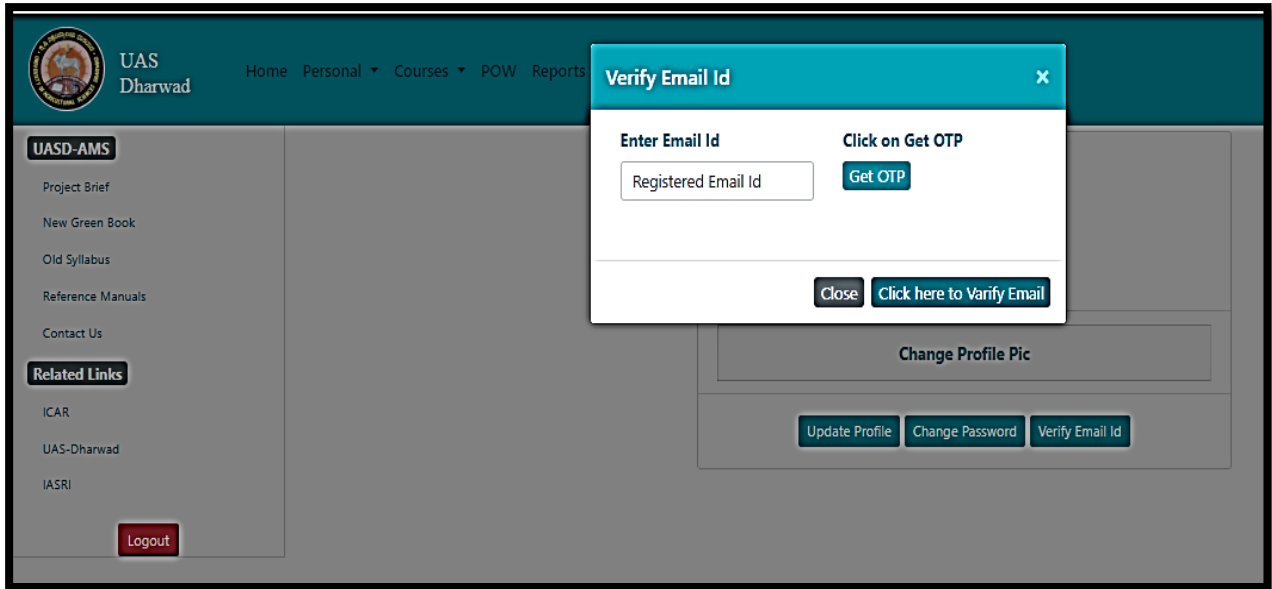 UAS
Dharwad
Home Personal Courses POW Reports
Verify Email Id ×
Enter Email Id
Click on Get OTP
Registered Email Id
Get OTP
Close Click here to Varify Email
UASD-AMS
Project Brief
New Green Book
Old Syllabus
Reference Manuals
Contact Us
Related Links
ICAR
UAS-Dharwad
IASRI
Logout
Change Profile Pic
Update Profile Change Password Verify Email Id